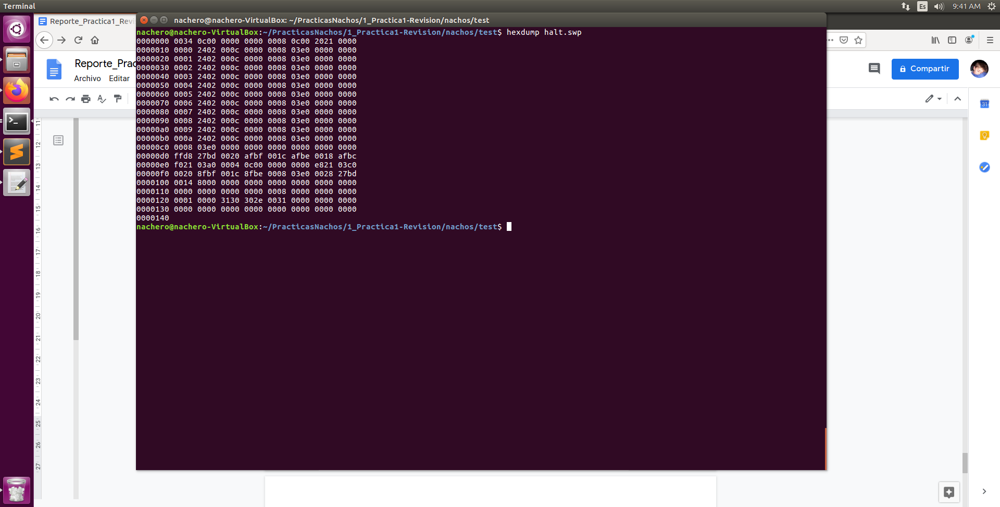 Terminal
Es
9:41 AM
Reporte_Practica1_Revi
nachero@nachero-VirtualBox: ~/PracticasNachos/1_Practica1-Revision/nachos/test
Reporte_Prac
Archivo Editar
Compartir
31
nachero@nachero-VirtualBox:~/PracticasNachos/1_Practica1-Revision/nachos/test$ hexdump halt.swp
0000000 0034 0c00 0000 0000 0008 0c00 2021 0000
0000010 0000 2402 000c 0000 0008 03e0 0000 0000
0000020 0001 2402 000c 0000 0008 03e0 0000 0000
0000030 0002 2402 000c 0000 0008 03e0 0000 0000
0000040 0003 2402 000c 0000 0008 03e0 0000 0000
0000050 0004 2402 000c 0000 0008 03e0 0000 0000
0000060 0005 2402 000c 0000 0008 03e0 0000 0000
0000070 0006 2402 000c 0000 0008 03e0 0000 0000
0000080 0007 2402 000c 0000 0008 03e0 0000 0000
0000090 0008 2402 000c 0000 0008 03e0 0000 0000
00000a0 0009 2402 000c 0000 0008 03e0 0000 0000
00000b0 000a 2402 000c 0000 0008 03e0 0000 0000
00000c0 0008 03e0 0000 0000 0000 0000 0000 0000
00000d0 ffd8 27bd 0020 afbf 001c afbe 0018 afbc
00000e0 f021 03a0 0004 0c00 0000 0000 e821 03c0
00000f0 0020 8fbf 001c 8fbe 0008 03e0 0028 27bd
0000100 0014 8000 0000 0000 0000 0000 0000 0000
0000110 0000 0000 0000 0000 0008 0000 0000 0000
0000120 0001 0000 3130 302e 0031 0000 0000 0000
0000130 0000 0000 0000 0000 0000 0000 0000 0000
0000140
nachero@nachero-VirtualBox:~/PracticasNachos/1_Practica1-Revision/nachos/test$
11
12
13
14
15
16
17
18
19
20
21
22
23
24
25
26
27